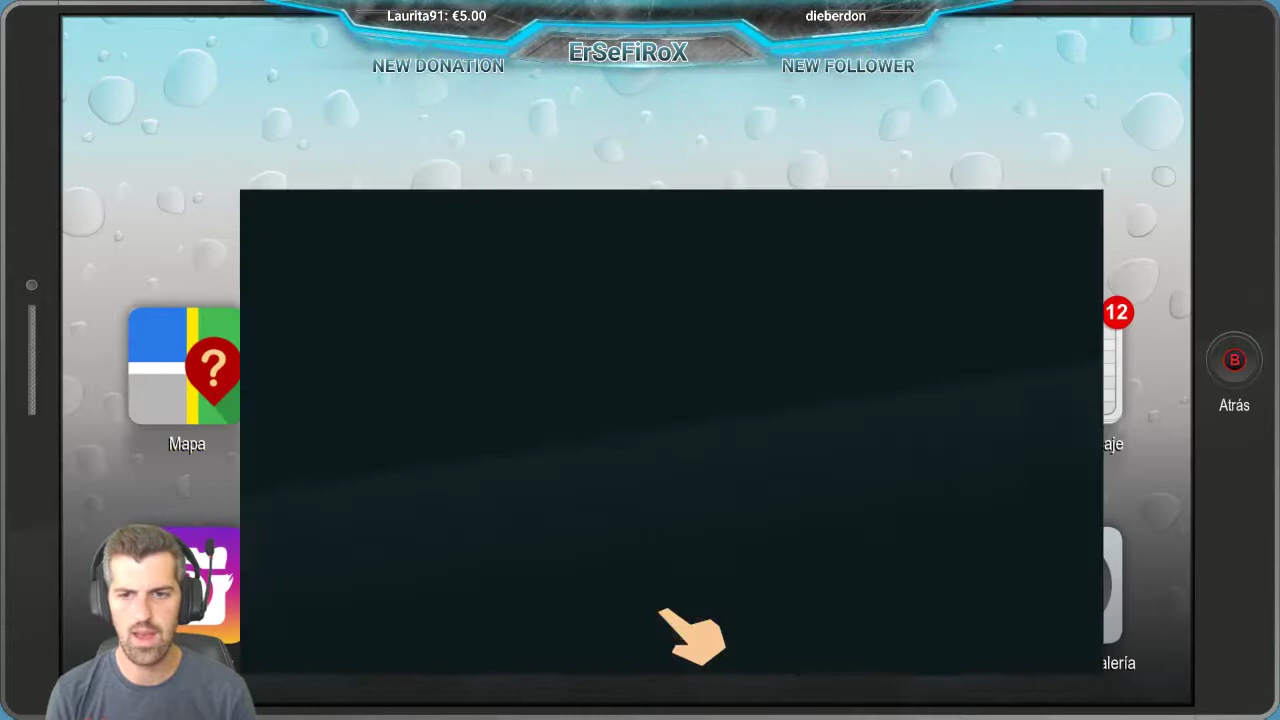 Laurita91: €5.00
dieberdon
ErSeFiRoX
NEW DONATION
NEW FOLLOWER
12
?
B
Atrás
Mapa
aje
alería